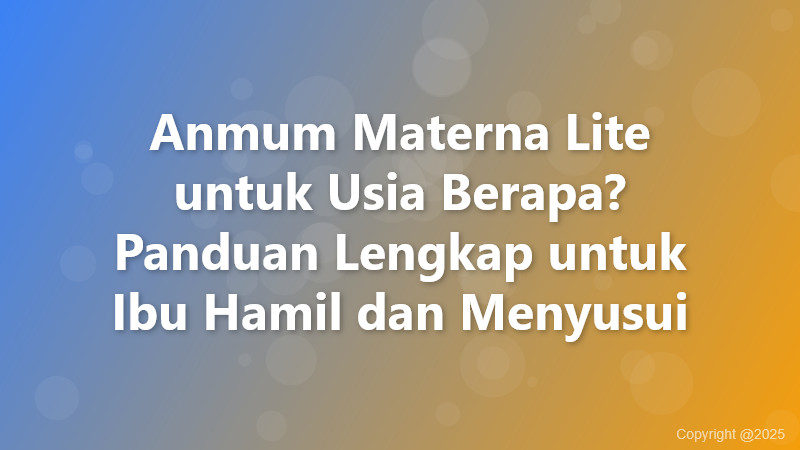 Anmum Materna Lite
untuk Usia Berapa?
Panduan Lengkap untuk
Ibu Hamil dan Menyusui
Copyright @2025